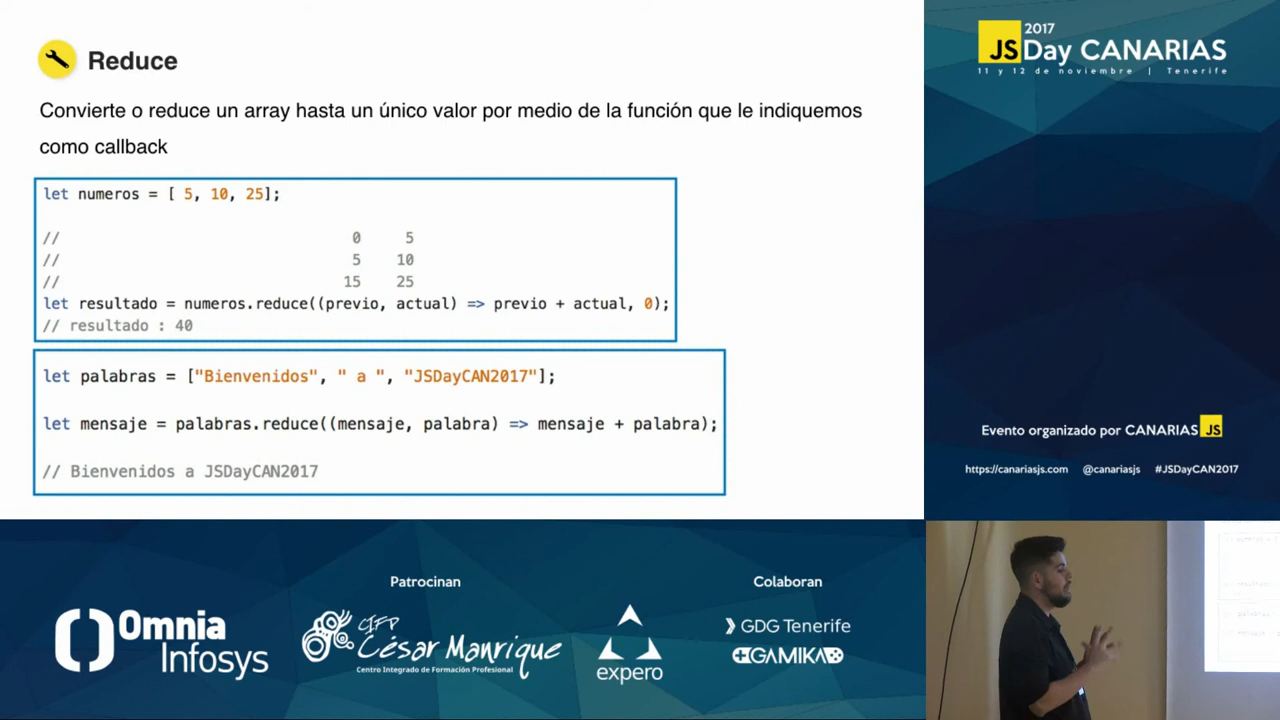 Reduce
Convierte o reduce un array hasta un único valor por medio de la función que le indiquemos
como callback
let numeros = [ 5, 10, 25];
// 0 5
// 5 10
// 15 25
let resultado = numeros.reduce((previo, actual) => previo + actual, 0);
// resultado : 40
let palabras = ["Bienvenidos", " a ", "JSDayCAN2017"];
let mensaje = palabras.reduce((mensaje, palabra) => mensaje + palabra);
// Bienvenidos a JSDayCAN2017
2017
JSDay CANARIAS
11 y 12 de noviembre | Tenerife
Evento organizado por CANARIAS JS
https://canariasjs.com @canariasjs #JSDayCAN2017
Patrocinan
Omnia
Infosys
CIFP
César Manrique
Centro Integrado de Formación Profesional
expero
Colaboran
GDG Tenerife
GAMIKA